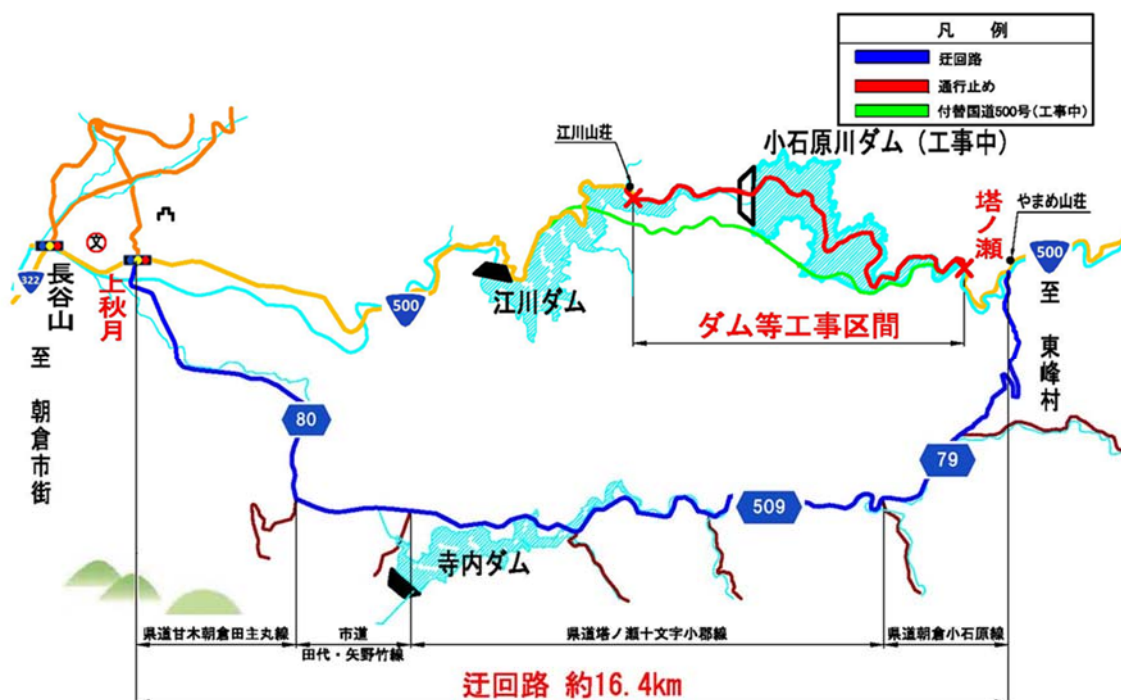 凡 例
迂回路
通行止め
付替国道500号(工事中)
江川山荘
小石原川ダム（工事中）
塔ノ瀬
やまめ山荘
文
322
長谷山
上秋月
至 朝倉市街
500
江川ダム
ダム等工事区間
500
至 東峰村
80
79
509
寺内ダム
県道甘木朝倉田主丸線
市道
田代・矢野竹線
県道塔ノ瀬十文字小郡線
県道朝倉小石原線
迂回路 約16.4km